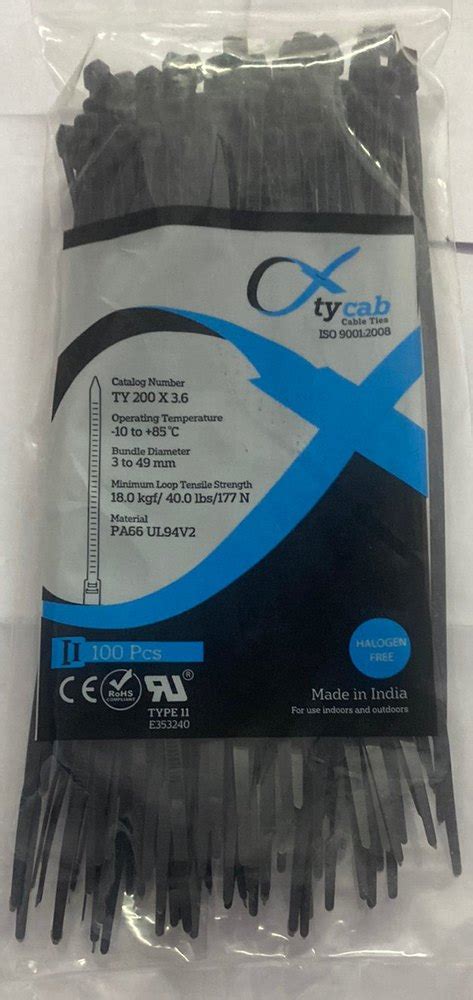 tycab
Cable Ties
ISO 9001:2008
Catalog Number
TY 200 X 3.6
Operating Temperature
-10 to +85°C
Bundle Diameter
3 to 49 mm
Minimum Loop Tensile Strength
18.0 kgf/ 40.0 lbs/177 N
Material
PA66 UL94V2
100 Pcs
HALOGEN
FREE
CE RoHS COMPLIANT RU®
TYPE 11
E353240
Made in India
For use indoors and outdoors